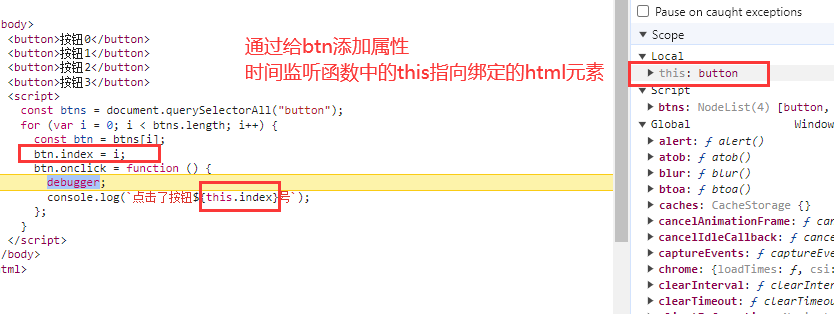 body>
<button>按钮0</button>
<button>按钮1</button>
<button>按钮2</button>
<button>按钮3</button>
<script>
const btns = document.querySelectorAll("button");
for (var i = 0; i < btns.length; i++) {
const btn = btns[i];
btn.index = i;
btn.onclick = function () {
debugger;
console.log(`点击了按钮${this.index}号`);
};
}
</script>
/body>
html>
通过给btn添加属性
时间监听函数中的this指向绑定的html元素
Pause on caught exceptions
Scope
Local
this: button
Script
btns: NodeList(4) [button,
Global Window
alert: ƒ alert()
atob: ƒ atob()
blur: ƒ blur()
btoa: ƒ btoa()
caches: CacheStorage {}
cancelAnimationFrame: ƒ can
cancelIdleCallback: ƒ cance
captureEvents: ƒ captureEve
chrome: {loadTimes: ƒ, csi:
clearInterval: ƒ clearInter
clearTimeout: ƒ clearTimeou